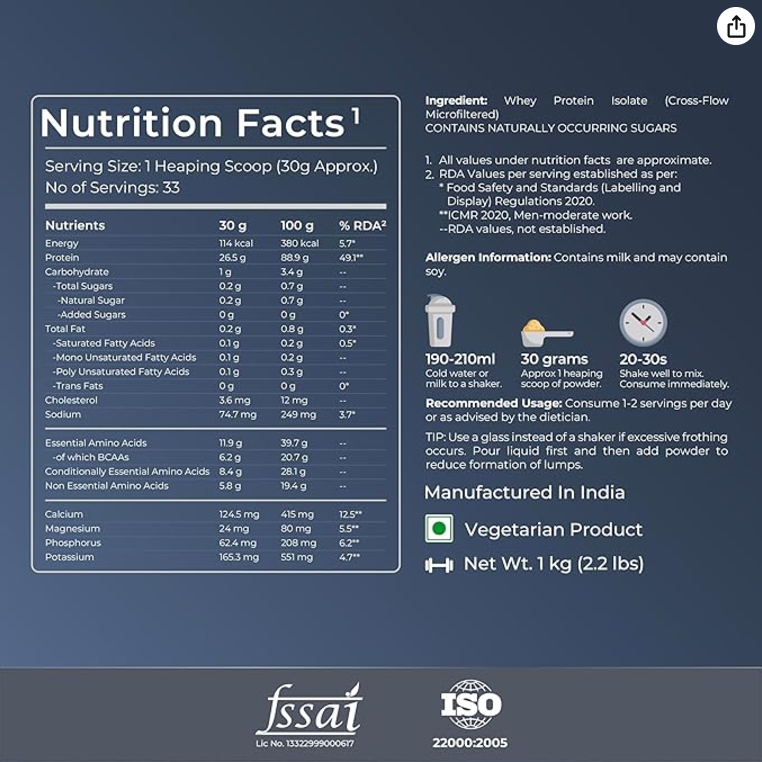 Nutrition Facts¹
Serving Size: 1 Heaping Scoop (30g Approx.)
No of Servings: 33
Nutrients 30 g 100 g % RDA²
Energy 114 kcal 380 kcal 5.7*
Protein 26.5 g 88.9 g 49.1**
Carbohydrate 1 g 3.4 g --
-Total Sugars 0.2 g 0.7 g --
-Natural Sugar 0.2 g 0.7 g --
-Added Sugars 0 g 0 g 0*
Total Fat 0.2 g 0.8 g 0.3*
-Saturated Fatty Acids 0.1 g 0.2 g 0.5*
-Mono Unsaturated Fatty Acids 0.1 g 0.2 g --
-Poly Unsaturated Fatty Acids 0.1 g 0.3 g --
-Trans Fats 0 g 0 g 0*
Cholesterol 3.6 mg 12 mg --
Sodium 74.7 mg 249 mg 3.7*
Essential Amino Acids 11.9 g 39.7 g --
-of which BCAAs 6.2 g 20.7 g --
Conditionally Essential Amino Acids 8.4 g 28.1 g --
Non Essential Amino Acids 5.8 g 19.4 g --
Calcium 124.5 mg 415 mg 12.5**
Magnesium 24 mg 80 mg 5.5**
Phosphorus 62.4 mg 208 mg 6.2**
Potassium 165.3 mg 551 mg 4.7**
Ingredient: Whey Protein Isolate (Cross-Flow
Microfiltered)
CONTAINS NATURALLY OCCURRING SUGARS
1. All values under nutrition facts are approximate.
2. RDA Values per serving established as per:
* Food Safety and Standards (Labelling and
Display) Regulations 2020.
**ICMR 2020, Men-moderate work.
--RDA values, not established.
Allergen Information: Contains milk and may contain
soy.
190-210ml 30 grams 20-30s
Cold water or Approx 1 heaping Shake well to mix.
milk to a shaker. scoop of powder. Consume immediately.
Recommended Usage: Consume 1-2 servings per day
or as advised by the dietician.
TIP: Use a glass instead of a shaker if excessive frothing
occurs. Pour liquid first and then add powder to
reduce formation of lumps.
Manufactured In India
Vegetarian Product
Net Wt. 1 kg (2.2 lbs)
fssai
Lic No. 13322999000617
ISO
22000:2005